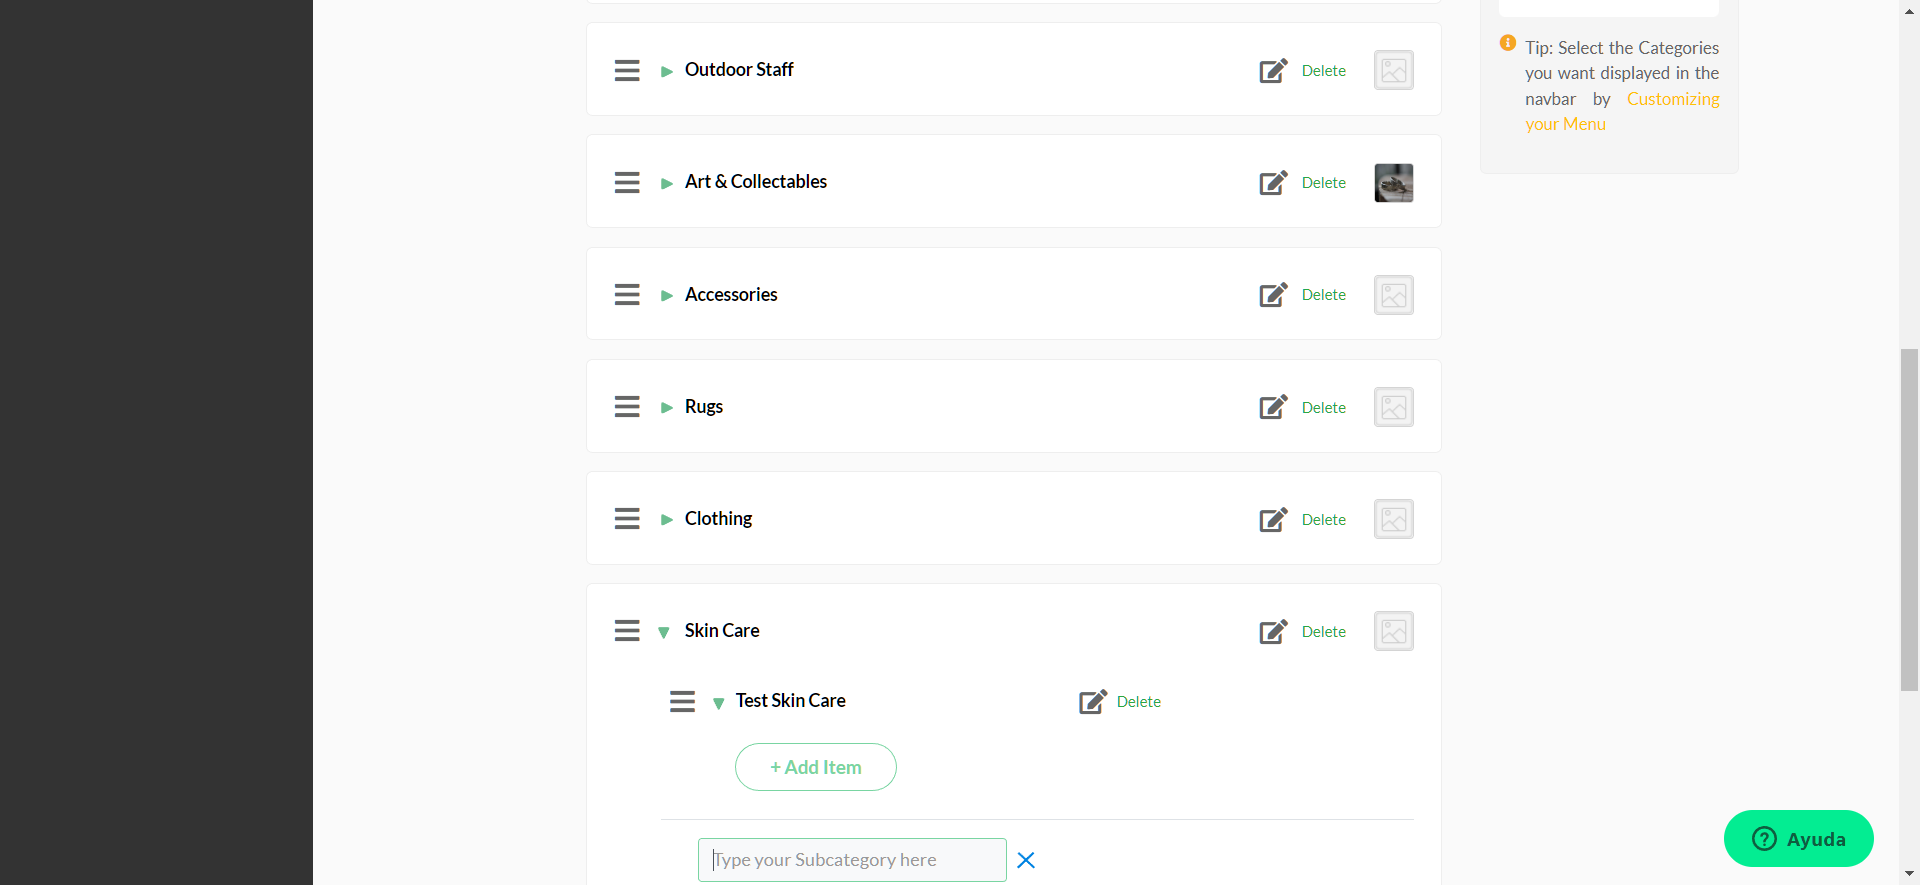 Outdoor Staff
Delete
Tip: Select the Categories
you want displayed in the
navbar by Customizing
your Menu
Art & Collectables
Delete
Accessories
Delete
Rugs
Delete
Clothing
Delete
Skin Care
Delete
Test Skin Care
Delete
+ Add Item
Type your Subcategory here
Ayuda